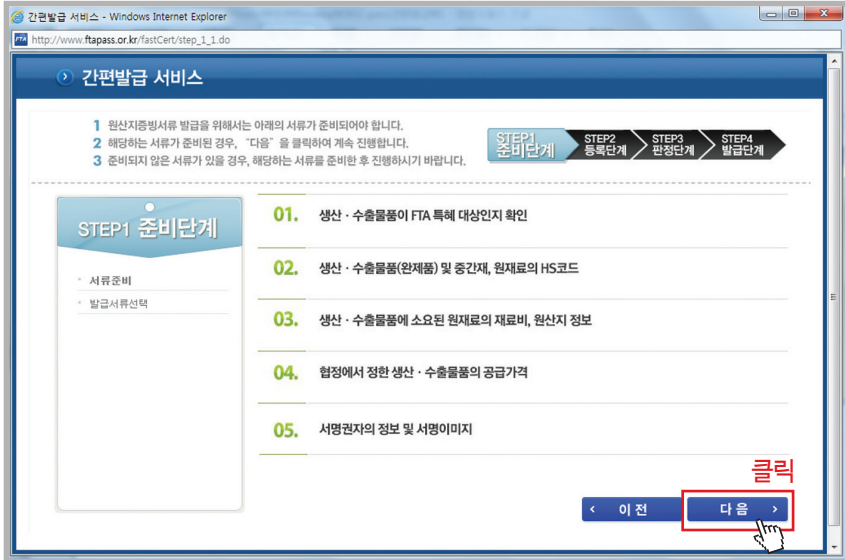 간편발급 서비스 - Windows Internet Explorer
FTA http://www.ftapass.or.kr/fastCert/step_1_1.do
간편발급 서비스
1 원산지증빙서류 발급을 위해서는 아래의 서류가 준비되어야 합니다.
2 해당하는 서류가 준비된 경우, “다음” 을 클릭하여 계속 진행합니다.
3 준비되지 않은 서류가 있을 경우, 해당하는 서류를 준비한 후 진행하시기 바랍니다.
STEP1 준비단계
STEP2 등록단계
STEP3 판정단계
STEP4 발급단계
STEP1 준비단계
서류준비
발급서류선택
01. 생산 · 수출물품이 FTA 특혜 대상인지 확인
02. 생산 · 수출물품(완제품) 및 중간재, 원재료의 HS코드
03. 생산 · 수출물품에 소요된 원재료의 재료비, 원산지 정보
04. 협정에서 정한 생산 · 수출물품의 공급가격
05. 서명권자의 정보 및 서명이미지
클릭
이전
다음